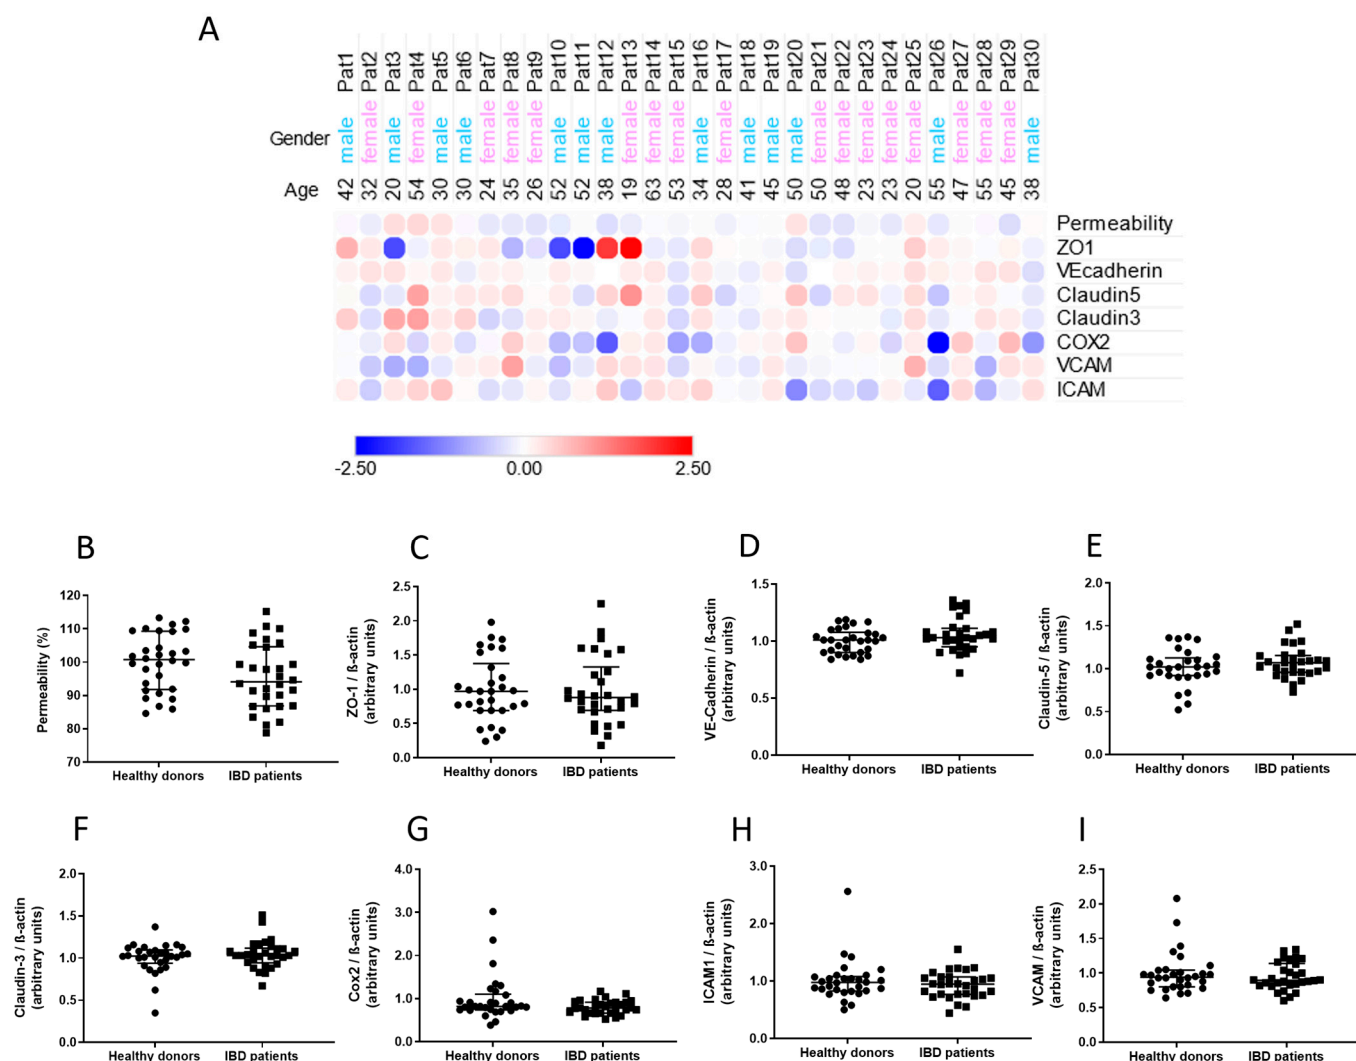 A
Pat1 Pat2 Pat3 Pat4 Pat5 Pat6 Pat7 Pat8 Pat9 Pat10 Pat11 Pat12 Pat13 Pat14 Pat15 Pat16 Pat17 Pat18 Pat19 Pat20 Pat21 Pat22 Pat23 Pat24 Pat25 Pat26 Pat27 Pat28 Pat29 Pat30
Gender male female male female male male female female female male male male female female female male female male male male female female female female female male female female female male
Age 42 32 20 54 30 30 24 35 26 52 52 38 19 63 53 34 28 41 45 50 50 48 23 23 20 55 47 55 45 38
Permeability
ZO1
VEcadherin
Claudin5
Claudin3
COX2
VCAM
ICAM
-2.50 0.00 2.50
B
Permeability (%)
120
110
100
90
80
70
Healthy donors IBD patients
C
ZO-1 / ß-actin
(arbitrary units)
2.5
2.0
1.5
1.0
0.5
0.0
Healthy donors IBD patients
D
VE-Cadherin / ß-actin
(arbitrary units)
1.5
1.0
0.5
0.0
Healthy donors IBD patients
E
Claudin-5 / ß-actin
(arbitrary units)
2.0
1.5
1.0
0.5
0.0
Healthy donors IBD patients
F
Claudin-3 / ß-actin
(arbitrary units)
2.0
1.5
1.0
0.5
0.0
Healthy donors IBD patients
G
Cox2 / ß-actin
(arbitrary units)
4.0
3.0
2.0
1.0
0.0
Healthy donors IBD patients
H
ICAM1 / ß-actin
(arbitrary units)
3.0
2.0
1.0
0.0
Healthy donors IBD patients
I
VCAM / ß-actin
(arbitrary units)
2.5
2.0
1.5
1.0
0.5
0.0
Healthy donors IBD patients